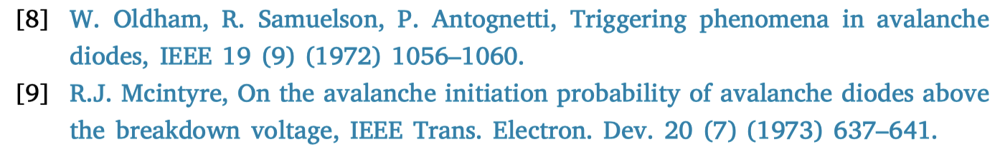 [8] W. Oldham, R. Samuelson, P. Antognetti, Triggering phenomena in avalanche
diodes, IEEE 19 (9) (1972) 1056–1060.
[9] R.J. Mcintyre, On the avalanche initiation probability of avalanche diodes above
the breakdown voltage, IEEE Trans. Electron. Dev. 20 (7) (1973) 637–641.